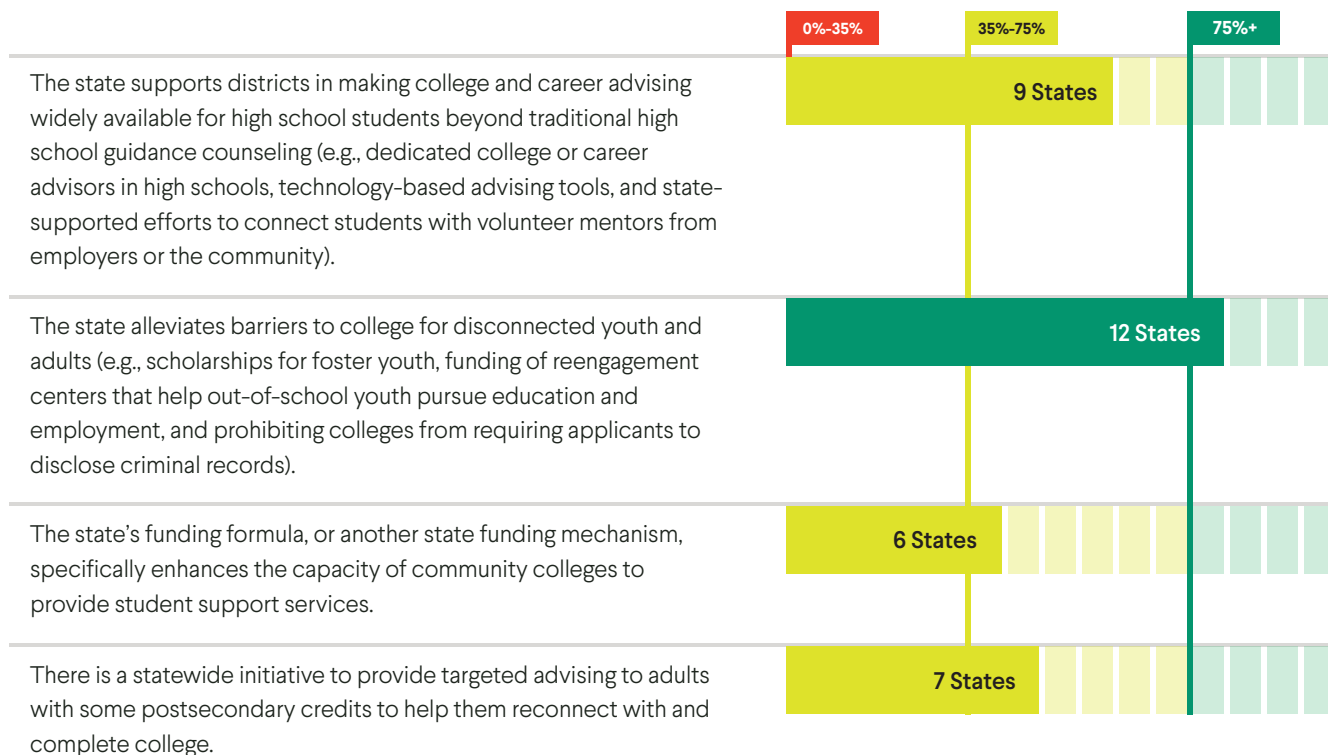 0%-35%
35%-75%
75%+
The state supports districts in making college and career advising
widely available for high school students beyond traditional high
school guidance counseling (e.g., dedicated college or career
advisors in high schools, technology-based advising tools, and state-
supported efforts to connect students with volunteer mentors from
employers or the community).
9 States
The state alleviates barriers to college for disconnected youth and
adults (e.g., scholarships for foster youth, funding of reengagement
centers that help out-of-school youth pursue education and
employment, and prohibiting colleges from requiring applicants to
disclose criminal records).
12 States
The state’s funding formula, or another state funding mechanism,
specifically enhances the capacity of community colleges to
provide student support services.
6 States
There is a statewide initiative to provide targeted advising to adults
with some postsecondary credits to help them reconnect with and
complete college.
7 States